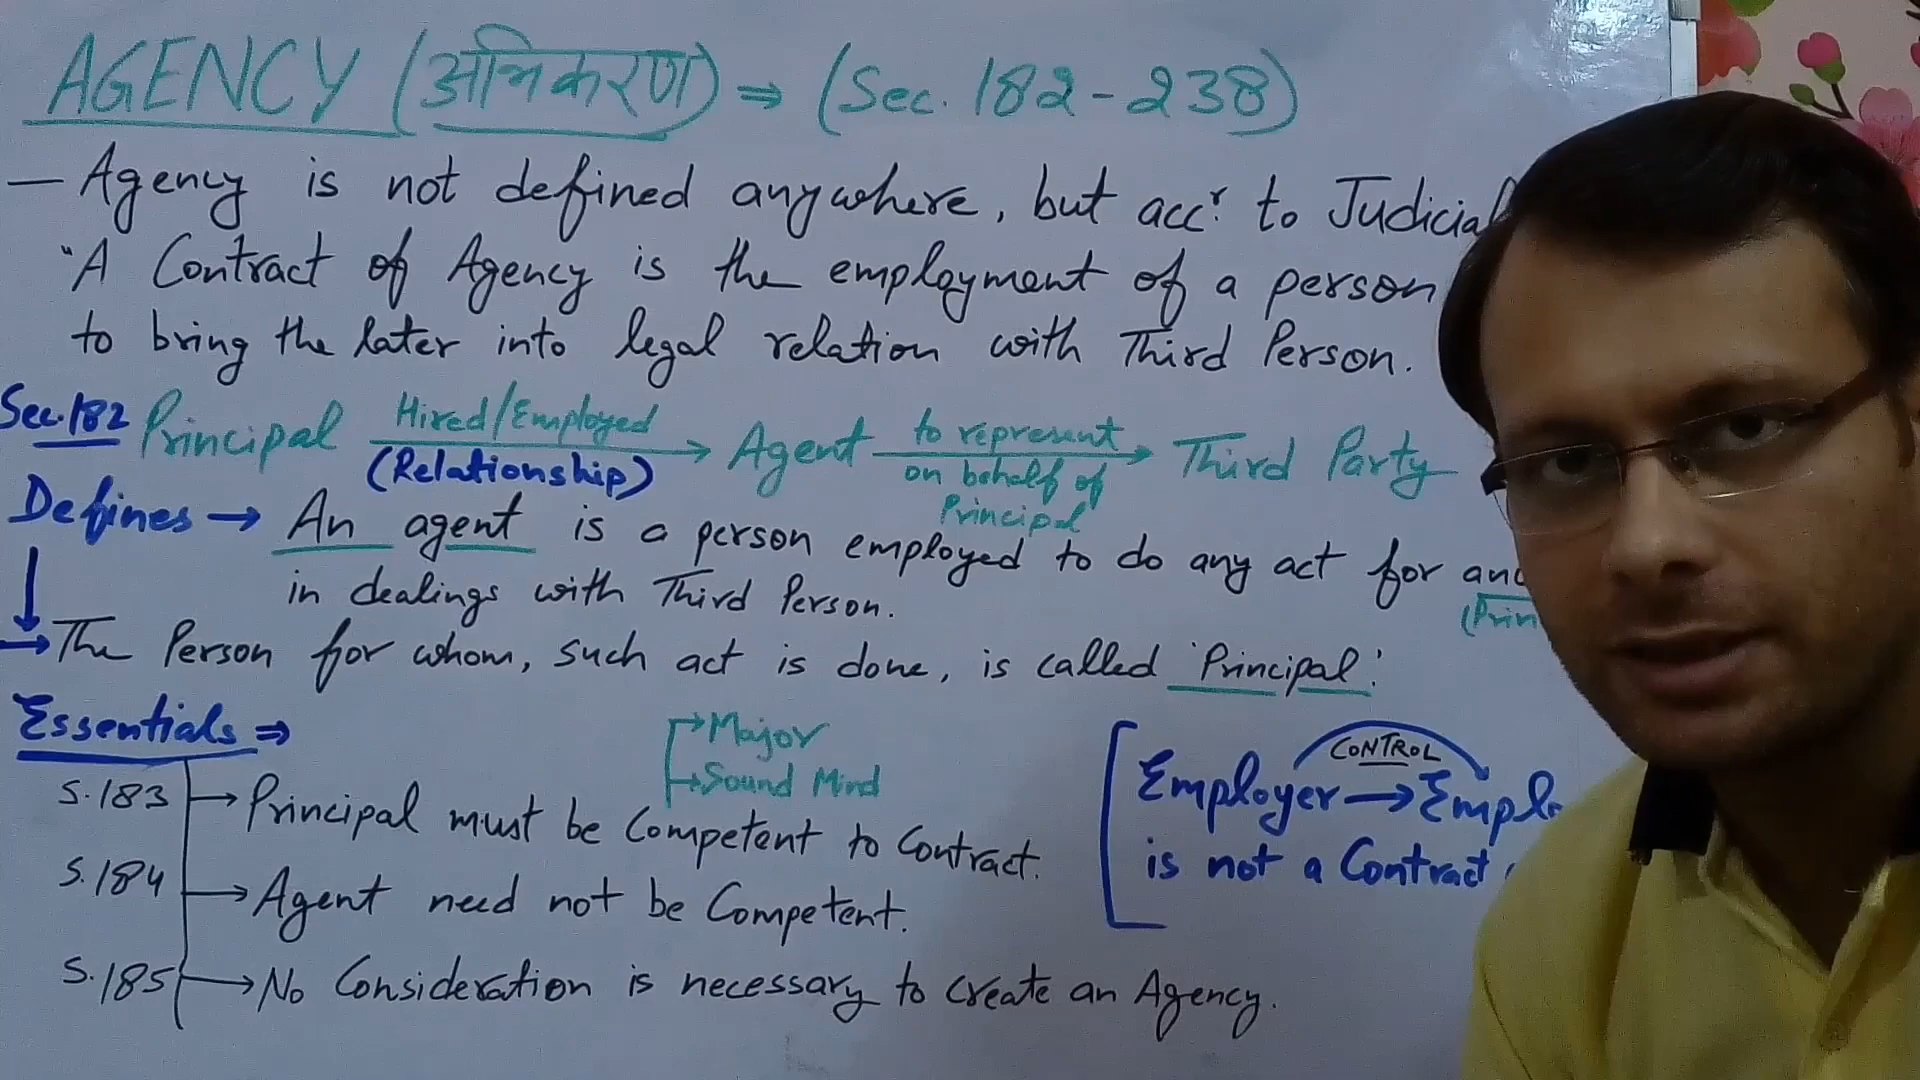 AGENCY (अभिकरण) ⇒ (Sec. 182 - 238)
— Agency is not defined anywhere, but accr. to Judicial
"A Contract of Agency is the employment of a person
to bring the later into legal relation with Third Person.
Sec. 182 Principal Hired/Employed (Relationship) → Agent to represent on behalf of Principal → Third Party
Defines → An agent is a person employed to do any act for
in dealings with Third Person.
(Prin
→ The Person for whom, such act is done, is called 'Principal'.
Essentials ⇒
→ Major
→ Sound Mind
S. 183 → Principal must be Competent to Contract.
S. 184 → Agent need not be Competent.
S. 185 → No Consideration is necessary to create an Agency.
CONTROL
Employer → Emplo
is not a Contract